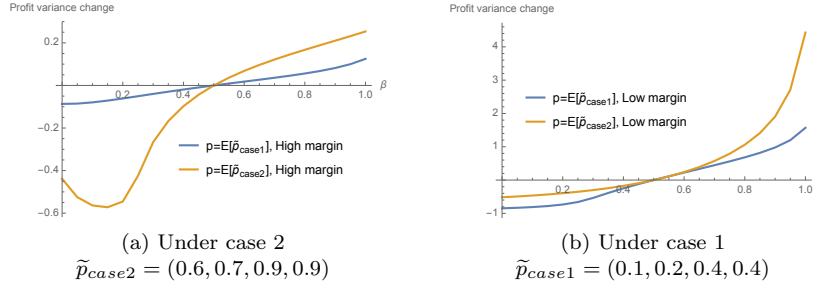 Profit variance change
0.2
0.2
0.4
0.6
0.8
1.0
β
-0.2
-0.4
-0.6
p=E[p̃case1], High margin
p=E[p̃case2], High margin
(a) Under case 2
p̃case2 = (0.6, 0.7, 0.9, 0.9)
Profit variance change
4
3
2
1
-1
0.2
0.4
0.6
0.8
1.0
β
p=E[p̃case1], Low margin
p=E[p̃case2], Low margin
(b) Under case 1
p̃case1 = (0.1, 0.2, 0.4, 0.4)